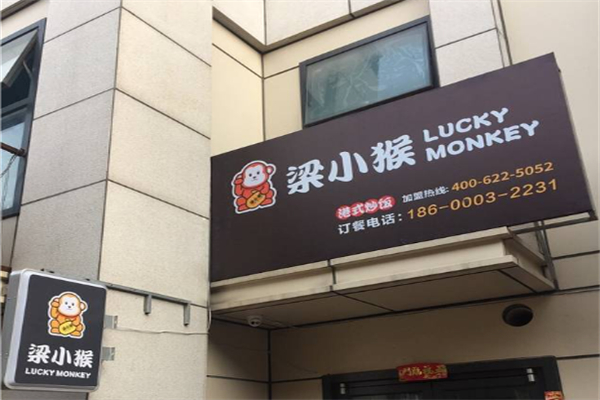 梁小猴 LUCKY MONKEY
港式炒饭 加盟热线:400-622-5052
订餐电话:186-0003-2231
梁小猴
LUCKY MONKEY